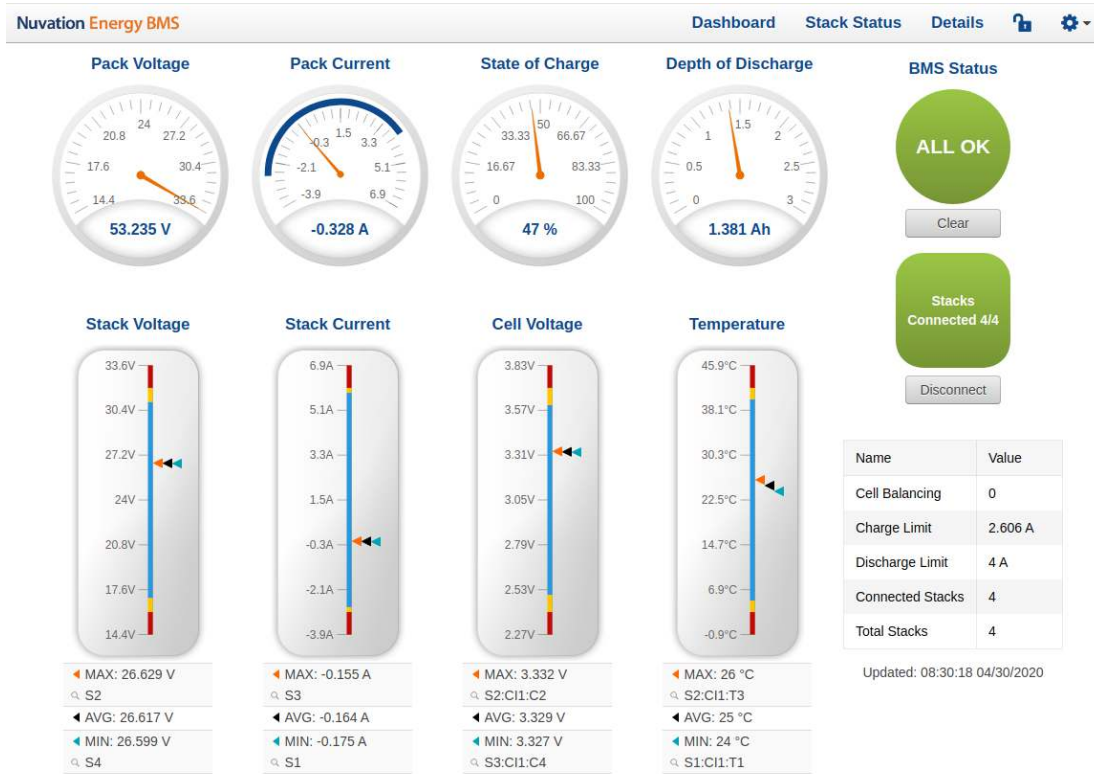 Nuvation Energy BMS
Dashboard Stack Status Details
Pack Voltage
14.4 17.6 20.8 24 27.2 30.4 33.6
53.235 V
Pack Current
-3.9 -2.1 -0.3 1.5 3.3 5.1 6.9
-0.328 A
State of Charge
0 16.67 33.33 50 66.67 83.33 100
47 %
Depth of Discharge
0 0.5 1 1.5 2 2.5 3
1.381 Ah
BMS Status
ALL OK
Clear
Stacks
Connected 4/4
Disconnect
Stack Voltage
33.6V
30.4V
27.2V
24V
20.8V
17.6V
14.4V
MAX: 26.629 V
S2
AVG: 26.617 V
MIN: 26.599 V
S4
Stack Current
6.9A
5.1A
3.3A
1.5A
-0.3A
-2.1A
-3.9A
MAX: -0.155 A
S3
AVG: -0.164 A
MIN: -0.175 A
S1
Cell Voltage
3.83V
3.57V
3.31V
3.05V
2.79V
2.53V
2.27V
MAX: 3.332 V
S2:CI1:C2
AVG: 3.329 V
MIN: 3.327 V
S3:CI1:C4
Temperature
45.9°C
38.1°C
30.3°C
22.5°C
14.7°C
6.9°C
-0.9°C
MAX: 26 °C
S2:CI1:T3
AVG: 25 °C
MIN: 24 °C
S1:CI1:T1
Name Value
Cell Balancing 0
Charge Limit 2.606 A
Discharge Limit 4 A
Connected Stacks 4
Total Stacks 4
Updated: 08:30:18 04/30/2020